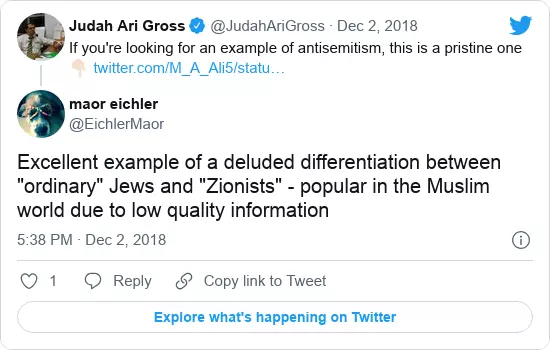 Judah Ari Gross @JudahAriGross · Dec 2, 2018
If you're looking for an example of antisemitism, this is a pristine one
👇🏻 twitter.com/M_A_Ali5/statu…
maor eichler
@EichlerMaor
Excellent example of a deluded differentiation between
"ordinary" Jews and "Zionists" - popular in the Muslim
world due to low quality information
5:38 PM · Dec 2, 2018
1 Reply Copy link to Tweet
Explore what's happening on Twitter